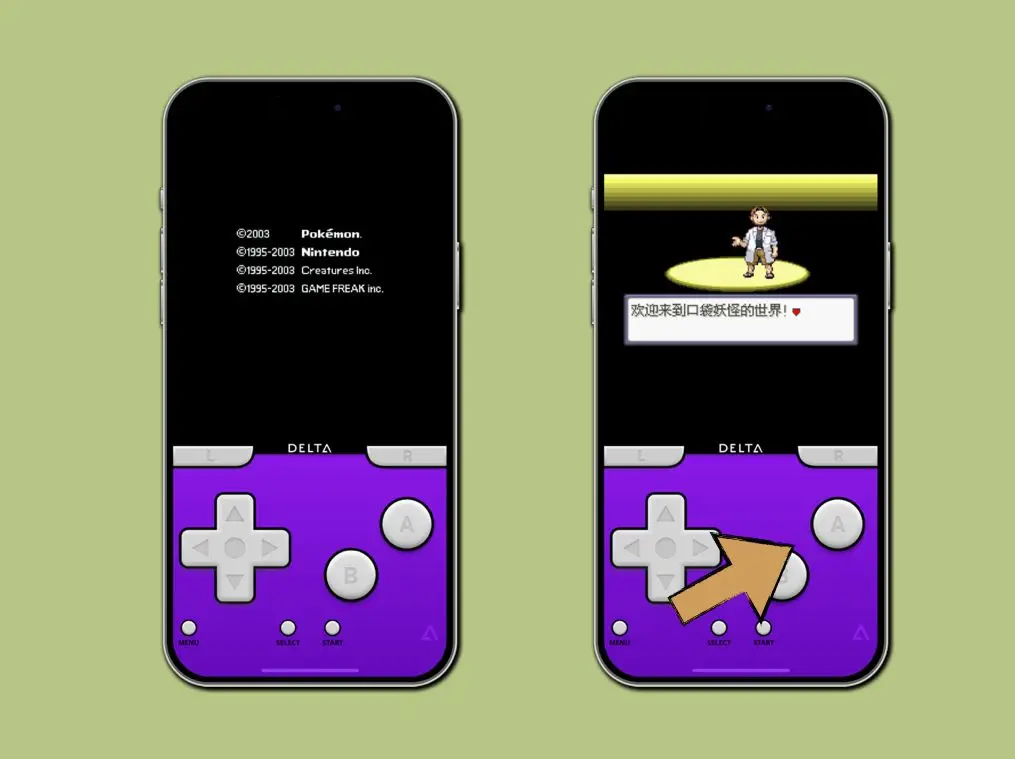 ©2003 Pokémon.
©1995-2003 Nintendo
©1995-2003 Creatures Inc.
©1995-2003 GAME FREAK inc.
DELTA
L
R
A
B
MENU
SELECT
START
欢迎来到口袋妖怪的世界!
DELTA
L
R
A
B
MENU
SELECT
START